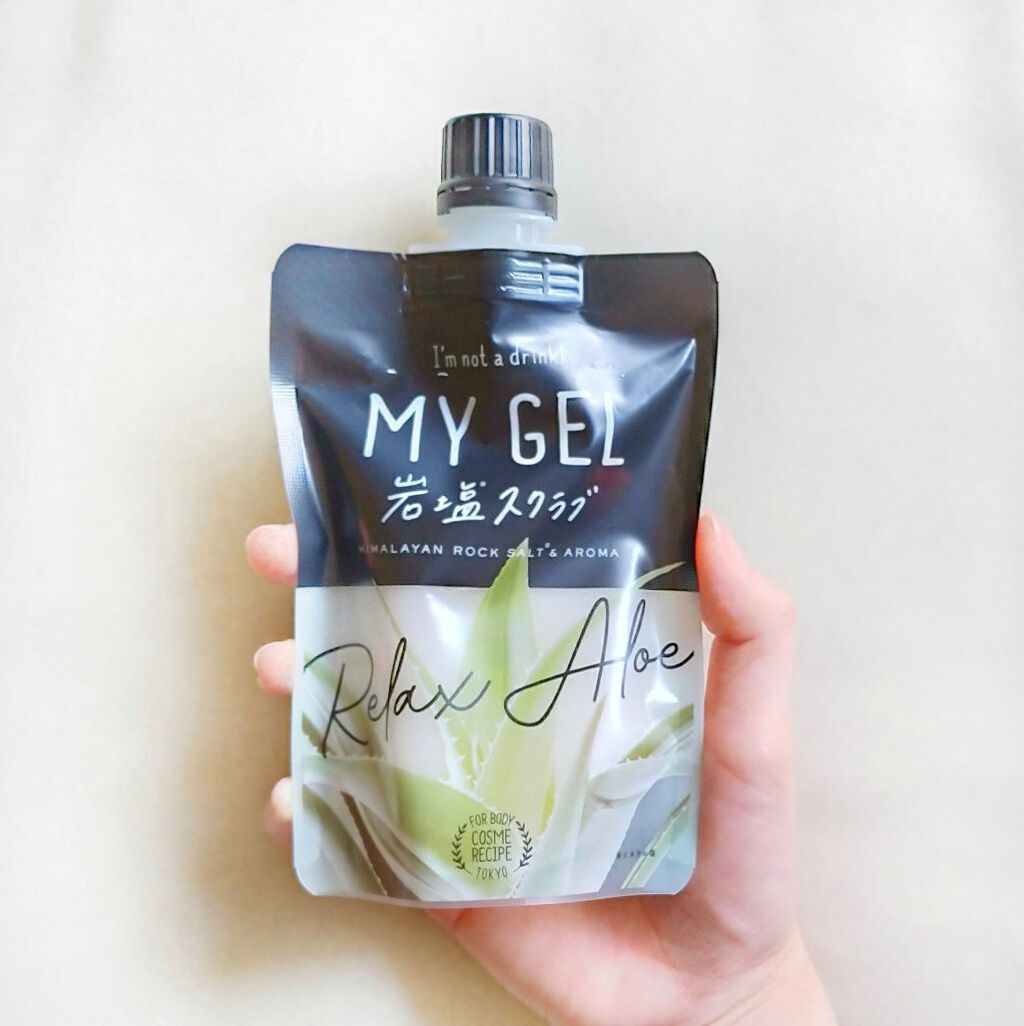 I'm not a drink!
MY GEL
岩塩スクラブ
HIMALAYAN ROCK SALT® & AROMA
Relax Aloe
FOR BODY
COSME
RECIPE
TOKYO